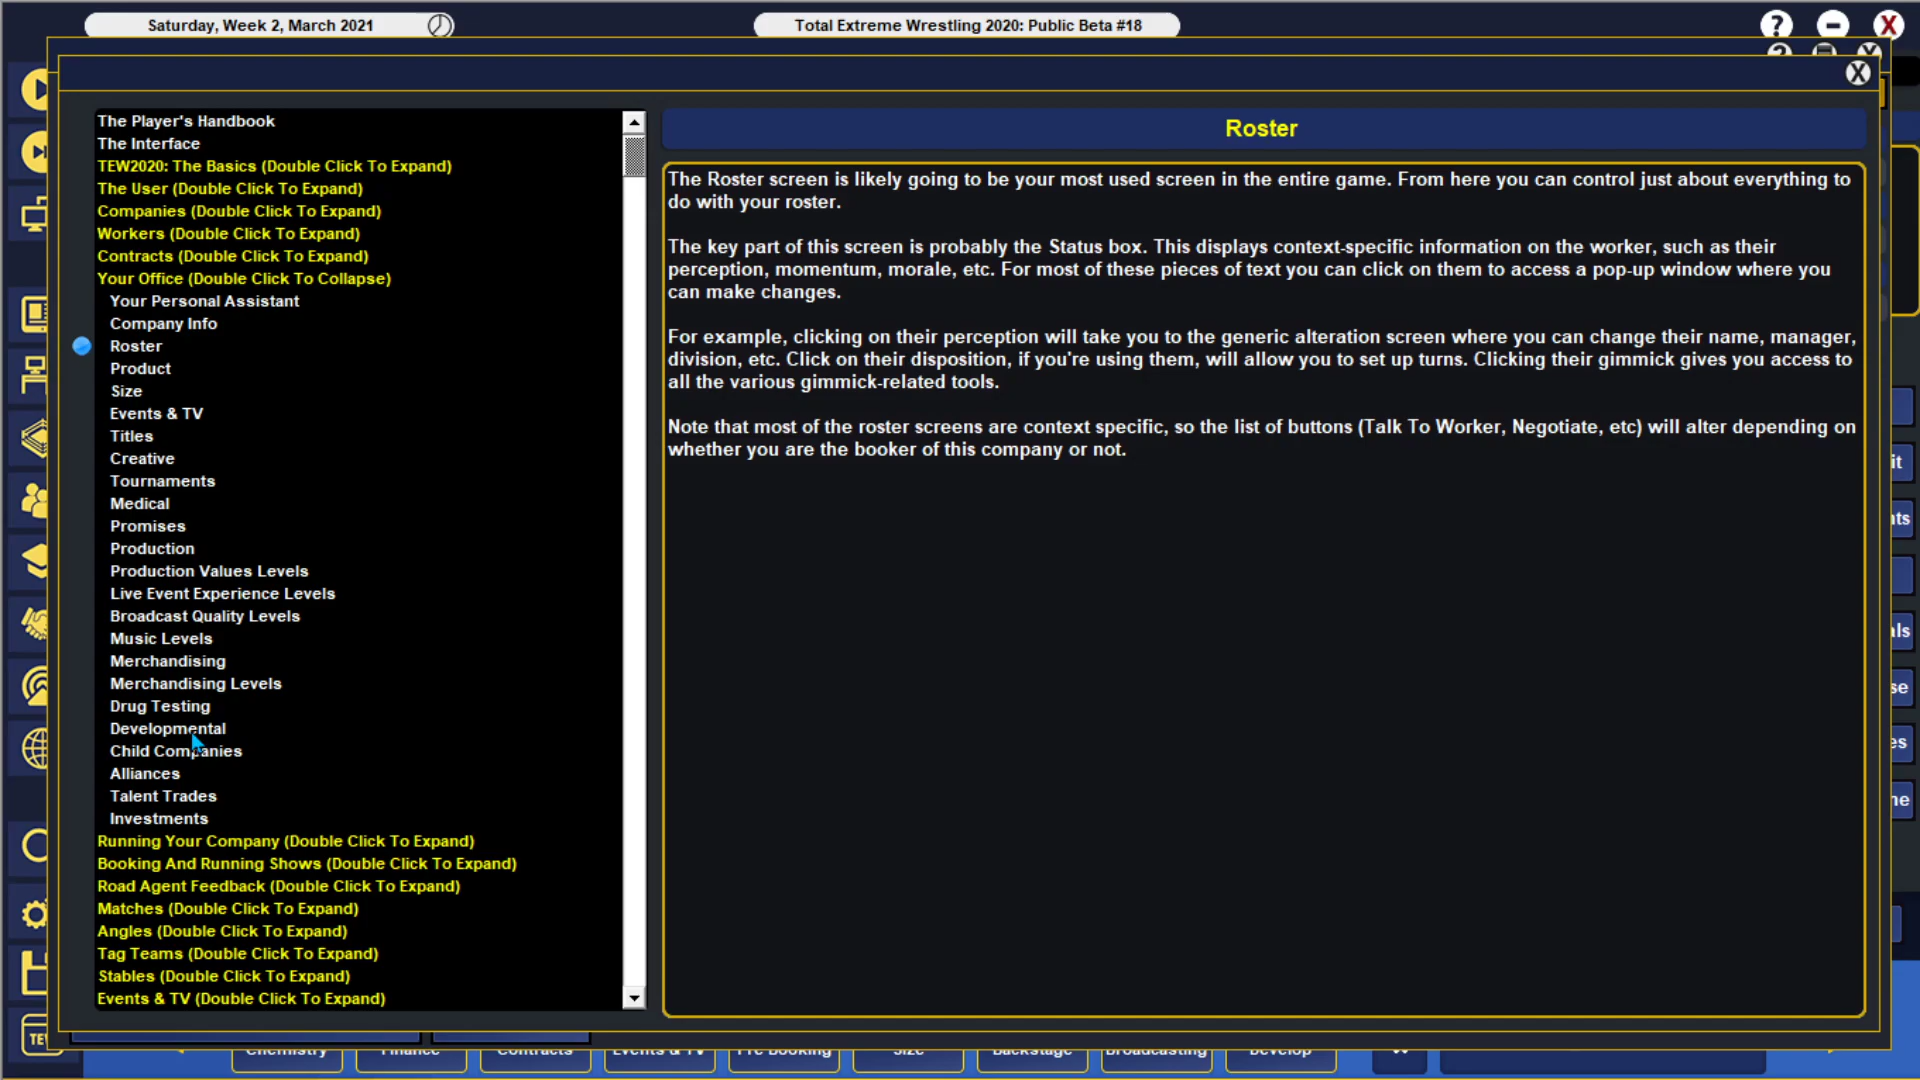 Saturday, Week 2, March 2021
Total Extreme Wrestling 2020: Public Beta #18
?
X
X
The Player's Handbook
The Interface
TEW2020: The Basics (Double Click To Expand)
The User (Double Click To Expand)
Companies (Double Click To Expand)
Workers (Double Click To Expand)
Contracts (Double Click To Expand)
Your Office (Double Click To Collapse)
Your Personal Assistant
Company Info
Roster
Product
Size
Events & TV
Titles
Creative
Tournaments
Medical
Promises
Production
Production Values Levels
Live Event Experience Levels
Broadcast Quality Levels
Music Levels
Merchandising
Merchandising Levels
Drug Testing
Developmental
Child Companies
Alliances
Talent Trades
Investments
Running Your Company (Double Click To Expand)
Booking And Running Shows (Double Click To Expand)
Road Agent Feedback (Double Click To Expand)
Matches (Double Click To Expand)
Angles (Double Click To Expand)
Tag Teams (Double Click To Expand)
Stables (Double Click To Expand)
Events & TV (Double Click To Expand)
Roster
The Roster screen is likely going to be your most used screen in the entire game. From here you can control just about everything to
do with your roster.
The key part of this screen is probably the Status box. This displays context-specific information on the worker, such as their
perception, momentum, morale, etc. For most of these pieces of text you can click on them to access a pop-up window where you
can make changes.
For example, clicking on their perception will take you to the generic alteration screen where you can change their name, manager,
division, etc. Click on their disposition, if you're using them, will allow you to set up turns. Clicking their gimmick gives you access to
all the various gimmick-related tools.
Note that most of the roster screens are context specific, so the list of buttons (Talk To Worker, Negotiate, etc) will alter depending on
whether you are the booker of this company or not.
Chemistry
Finance
Contracts
Events & TV
Pre Booking
Size
Backstage
Broadcasting
Develop